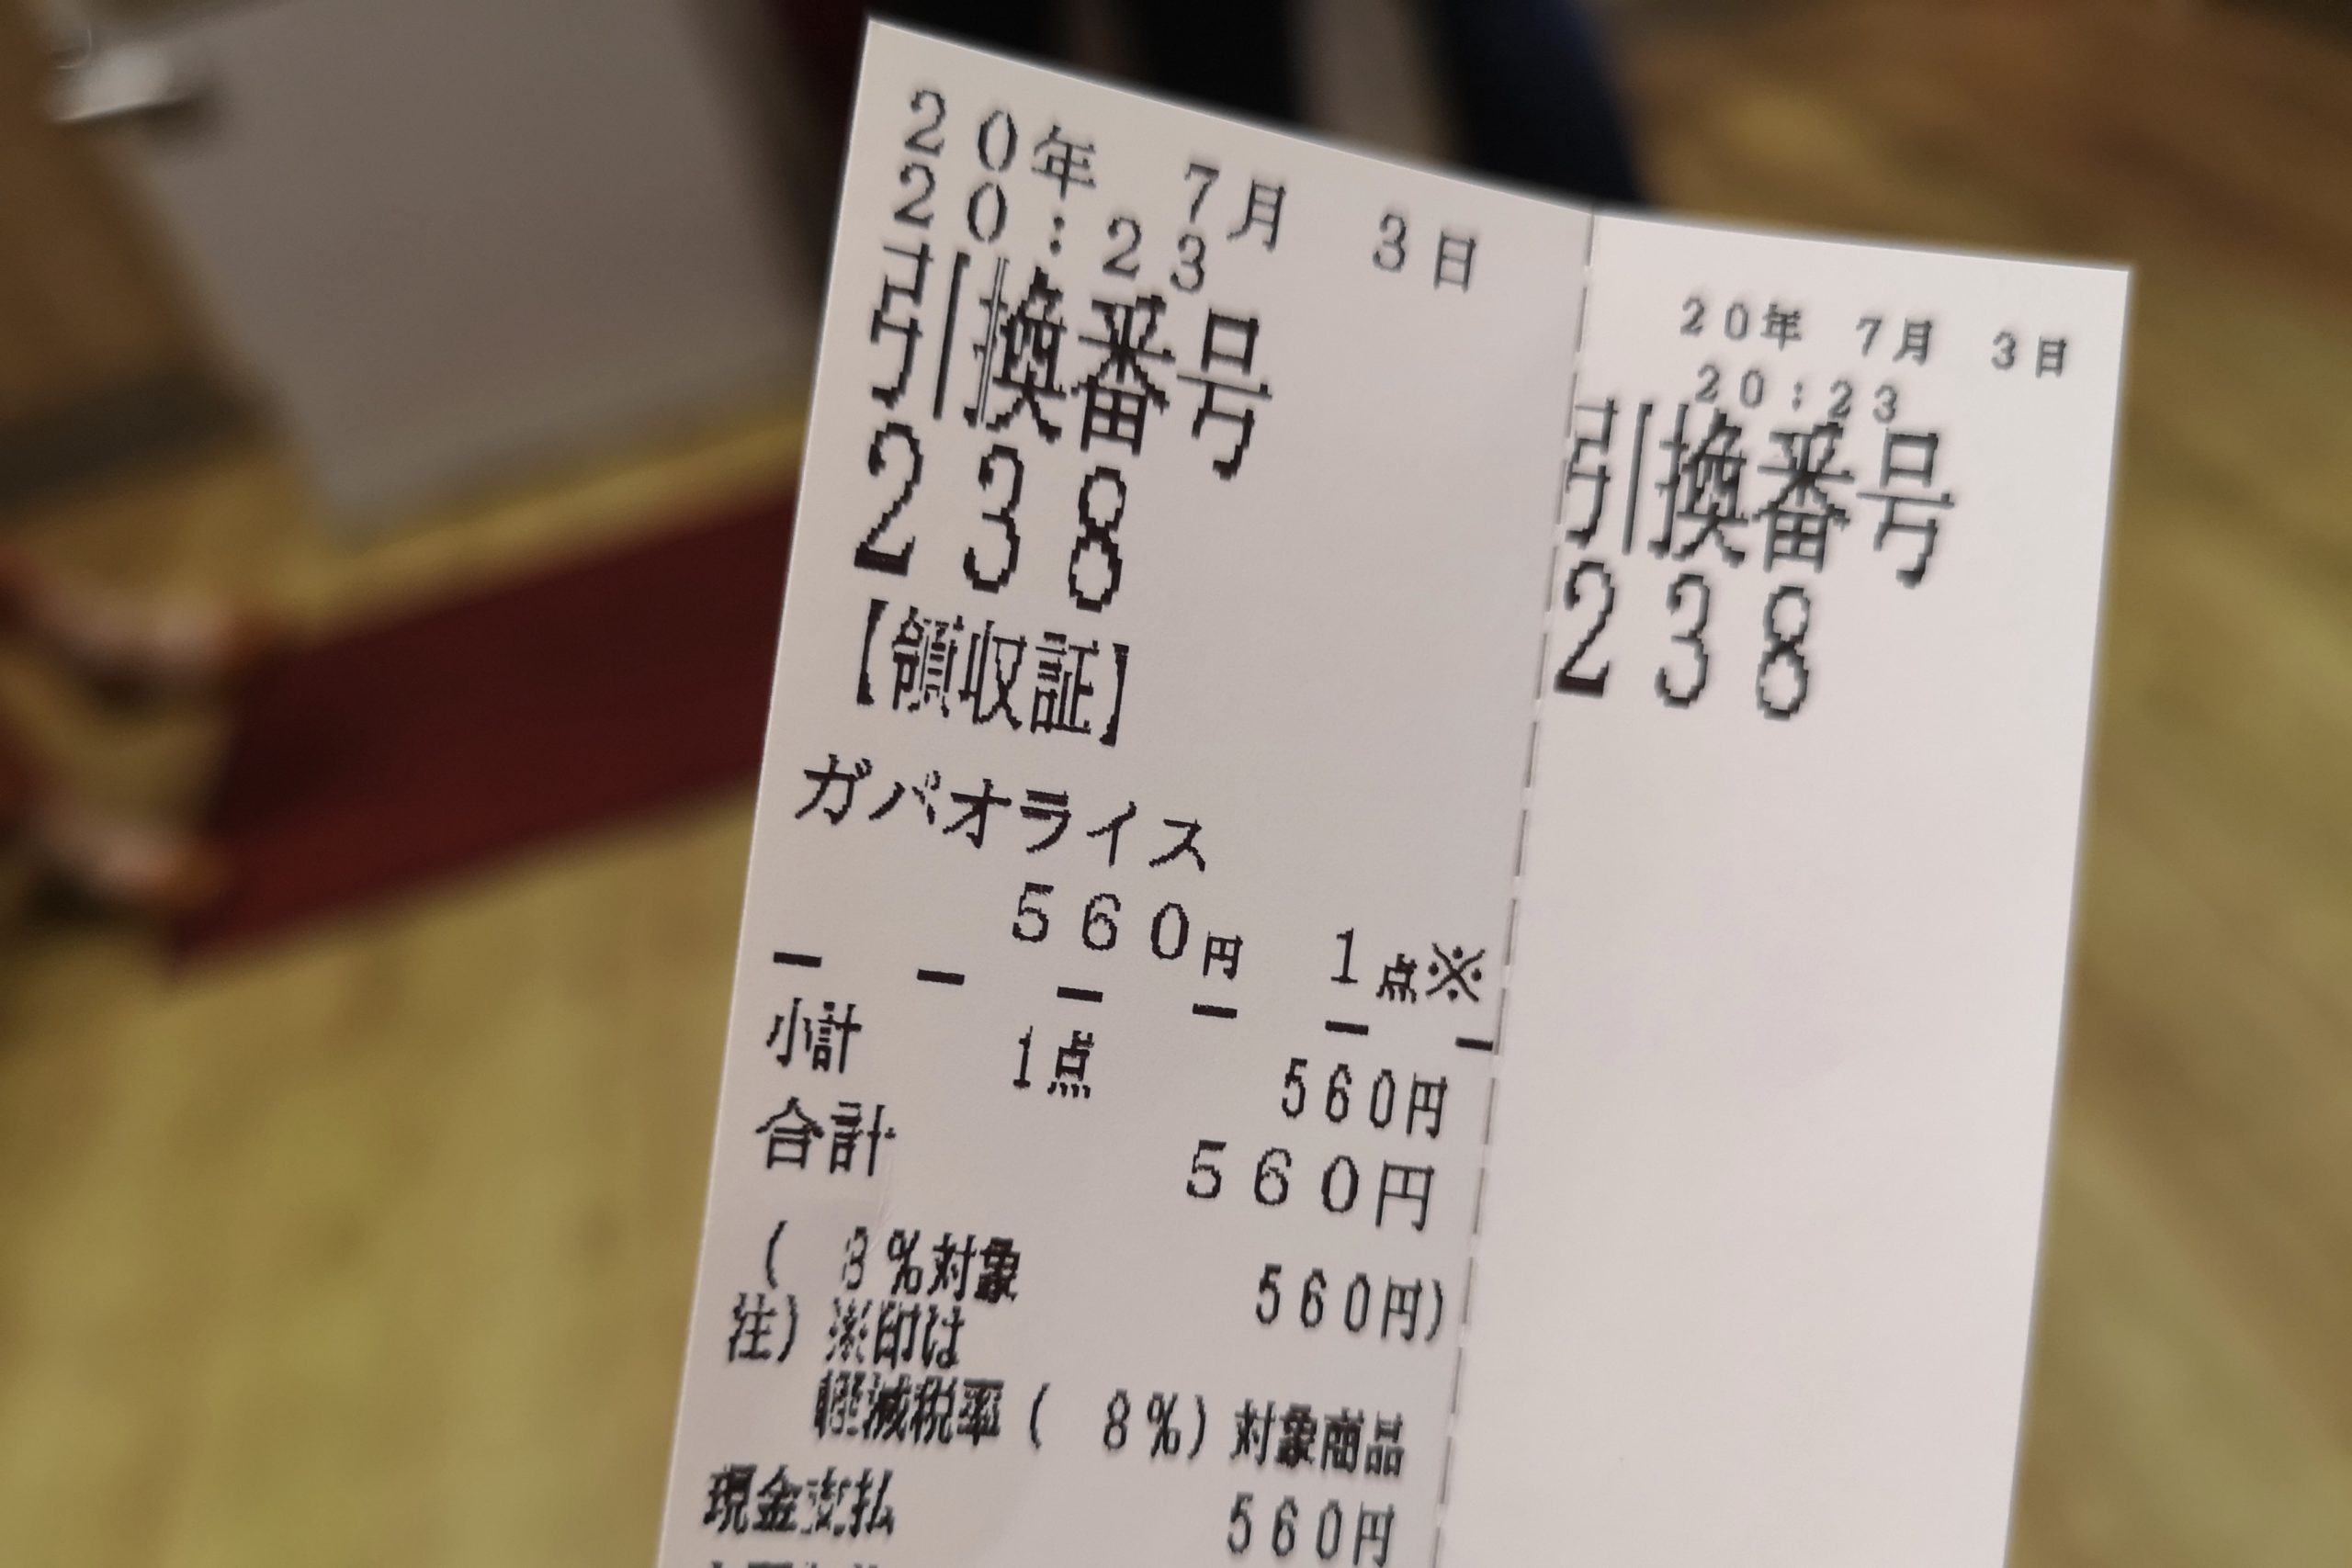 20年 7月 3日
20:23
引換番号
238
【領収証】
ガパオライス
560円 1点※
小計 1点 560円
合計 560円
( 8%対象 560円)
注)※印は
軽減税率( 8%)対象商品
現金支払 560円
20年 7月 3日
20:23
引換番号
238